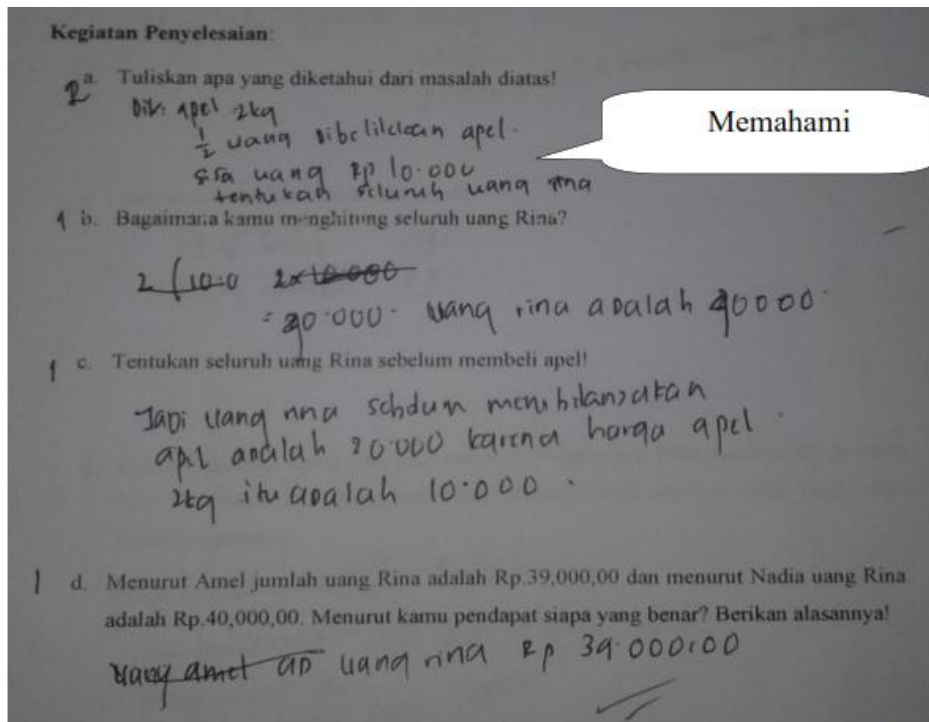 Kegiatan Penyelesaian:
2 a. Tuliskan apa yang diketahui dari masalah diatas!
Dik: apel 2kg
1/2 uang dibelikan apel.
sisa uang Rp 10.000
tentukan seluruh uang rina
Memahami
1 b. Bagaimana kamu menghitung seluruh uang Rina?
2 (10.0 2x10.000
= 20.000. uang rina adalah 20000.
1 c. Tentukan seluruh uang Rina sebelum membeli apel!
Jadi uang rina
apel adalah 20.000 karena harga apel
2kg itu adalah 10.000.
1 d. Menurut Amel jumlah uang Rina adalah Rp.39,000,00 dan menurut Nadia uang Rina
adalah Rp.40,000,00. Menurut kamu pendapat siapa yang benar? Berikan alasannya!
uang amel ad uang rina Rp 39.000,00